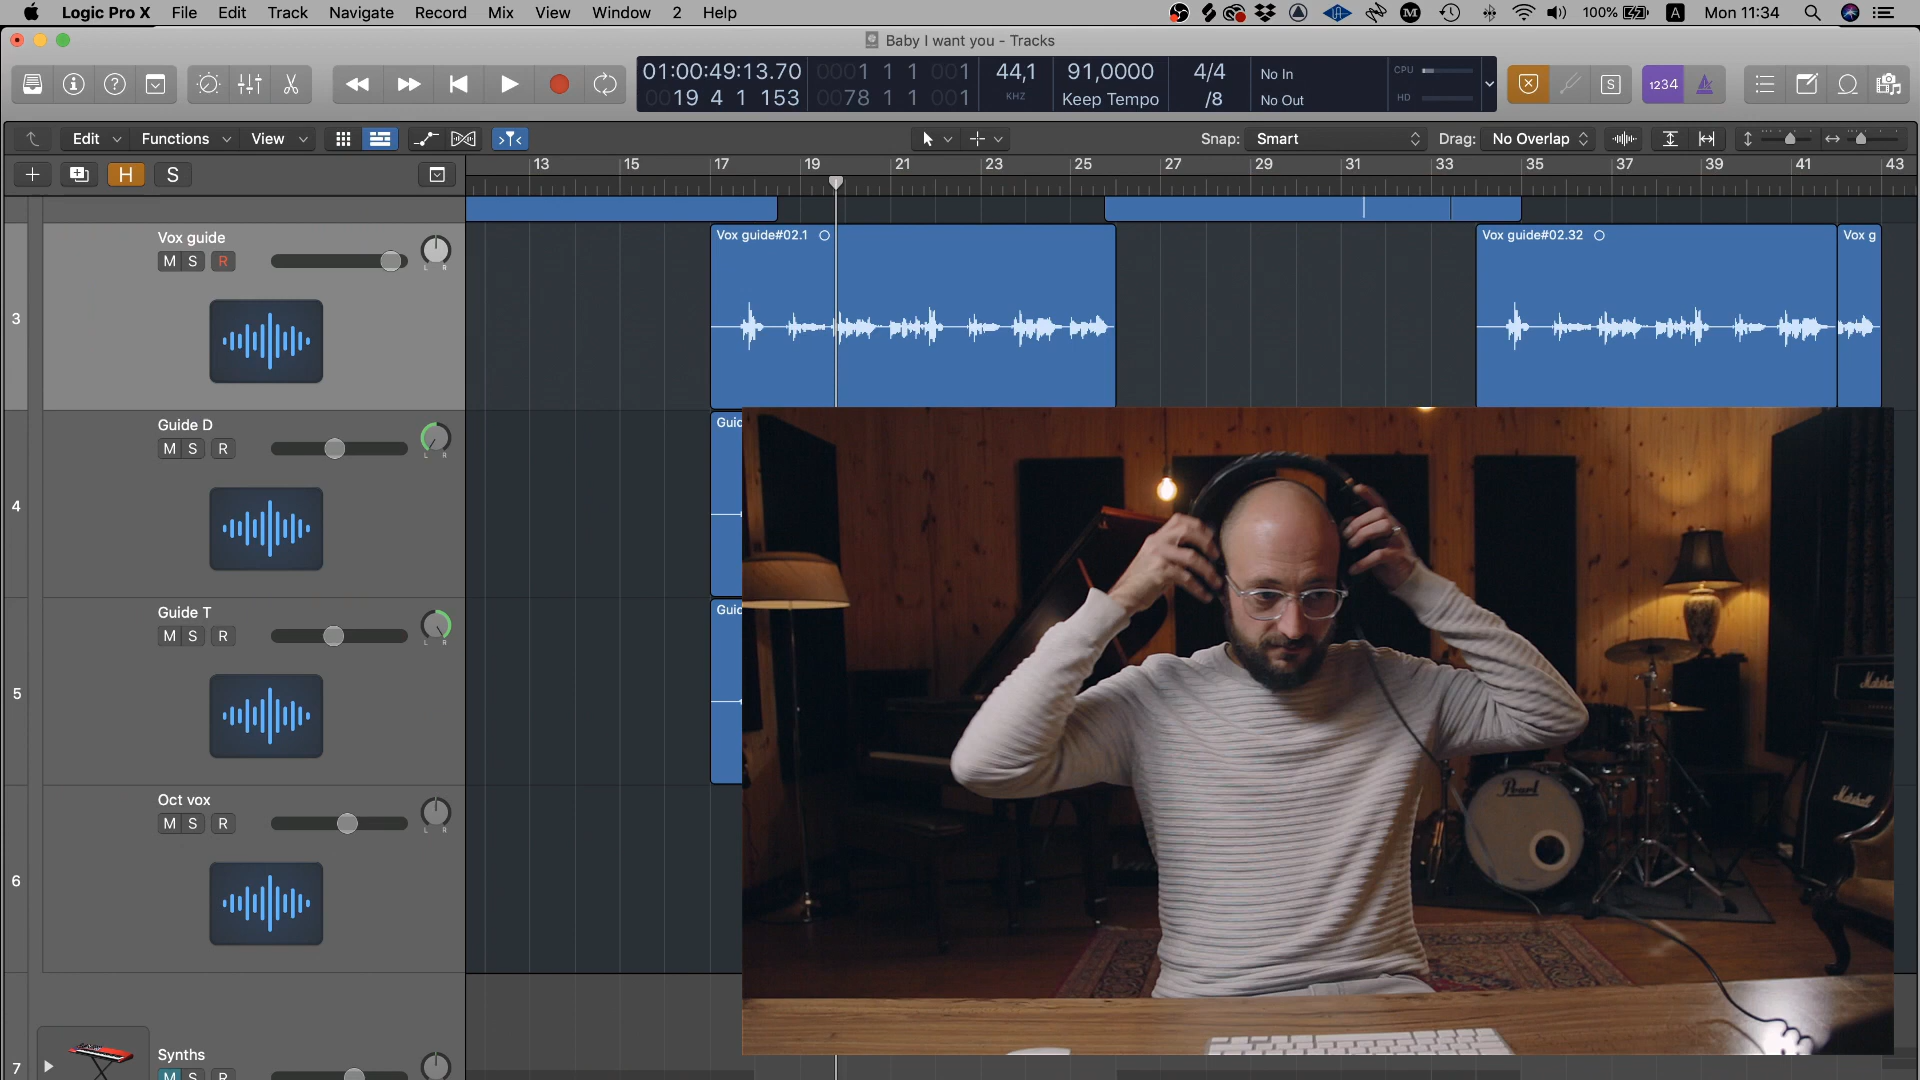 Logic Pro X File Edit Track Navigate Record Mix View Window 2 Help
100% A Mon 11:34
Baby I want you - Tracks
01:00:49:13.70 0001 1 1 001 44,1 91,0000 4/4 No In CPU
0019 4 1 153 0078 1 1 001 KHZ Keep Tempo /8 No Out HD
S 1234
Edit Functions View Snap: Smart Drag: No Overlap
H S
13 15 17 19 21 23 25 27 29 31 33 35 37 39 41 43
Vox guide
M S R
L R
3
Vox guide#02.1
Vox guide#02.32
Vox g
Guide D
M S R
L R
4
Guid
Guide T
M S R
L R
5
Guid
Oct vox
M S R
L R
6
Synths
M S R
7
Pearl
Marshall
Marshall